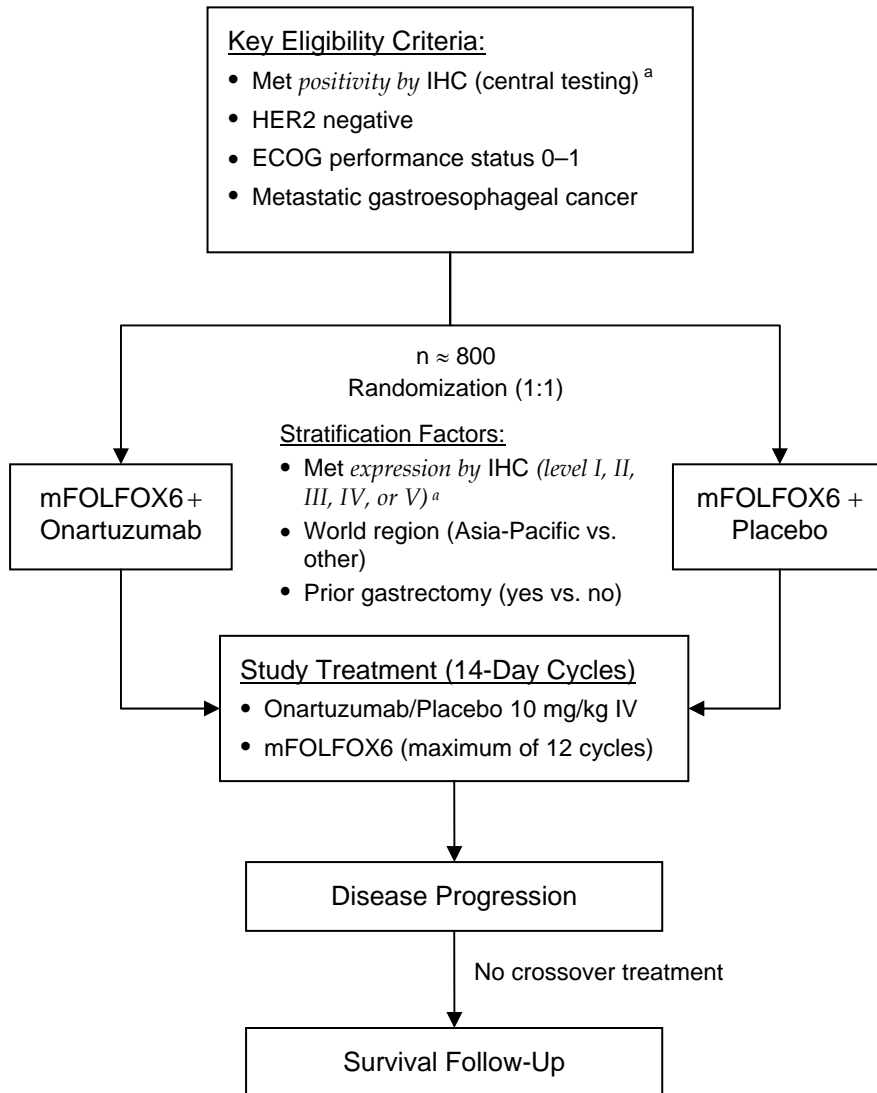 Key Eligibility Criteria:
• Met positivity by IHC (central testing) a
• HER2 negative
• ECOG performance status 0–1
• Metastatic gastroesophageal cancer
n ≈ 800
Randomization (1:1)
Stratification Factors:
• Met expression by IHC (level I, II,
III, IV, or V) a
• World region (Asia-Pacific vs.
other)
• Prior gastrectomy (yes vs. no)
mFOLFOX6 +
Onartuzumab
mFOLFOX6 +
Placebo
Study Treatment (14-Day Cycles)
• Onartuzumab/Placebo 10 mg/kg IV
• mFOLFOX6 (maximum of 12 cycles)
Disease Progression
No crossover treatment
Survival Follow-Up